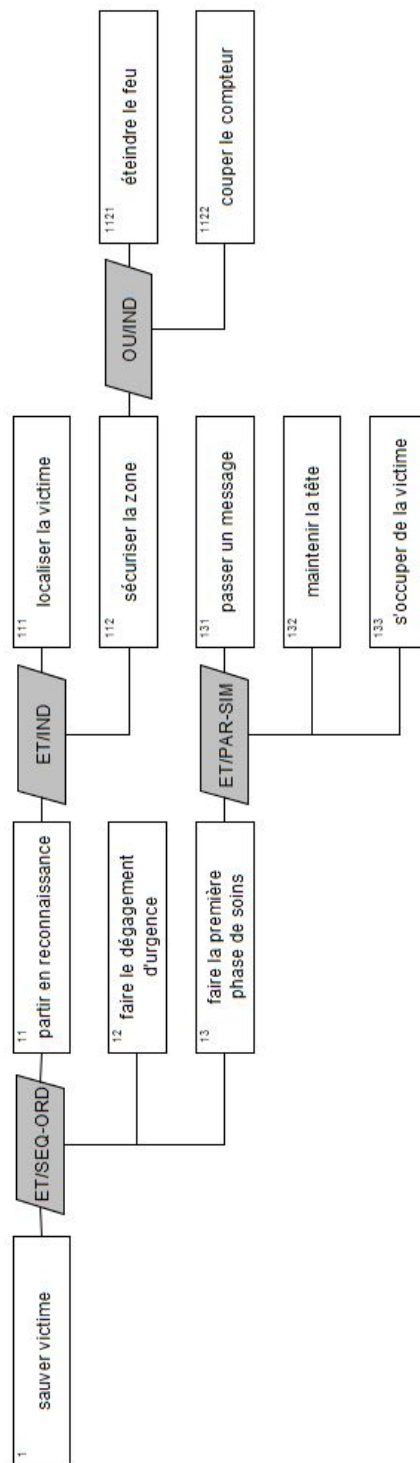 1
sauver victime
ET/SEQ-ORD
11
partir en reconnaissance
ET/IND
111
localiser la victime
112
sécuriser la zone
OU/IND
1121
éteindre le feu
1122
couper le compteur
12
faire le dégagement
d'urgence
13
faire la première
phase de soins
ET/PAR-SIM
131
passer un message
132
maintenir la tête
133
s'occuper de la victime